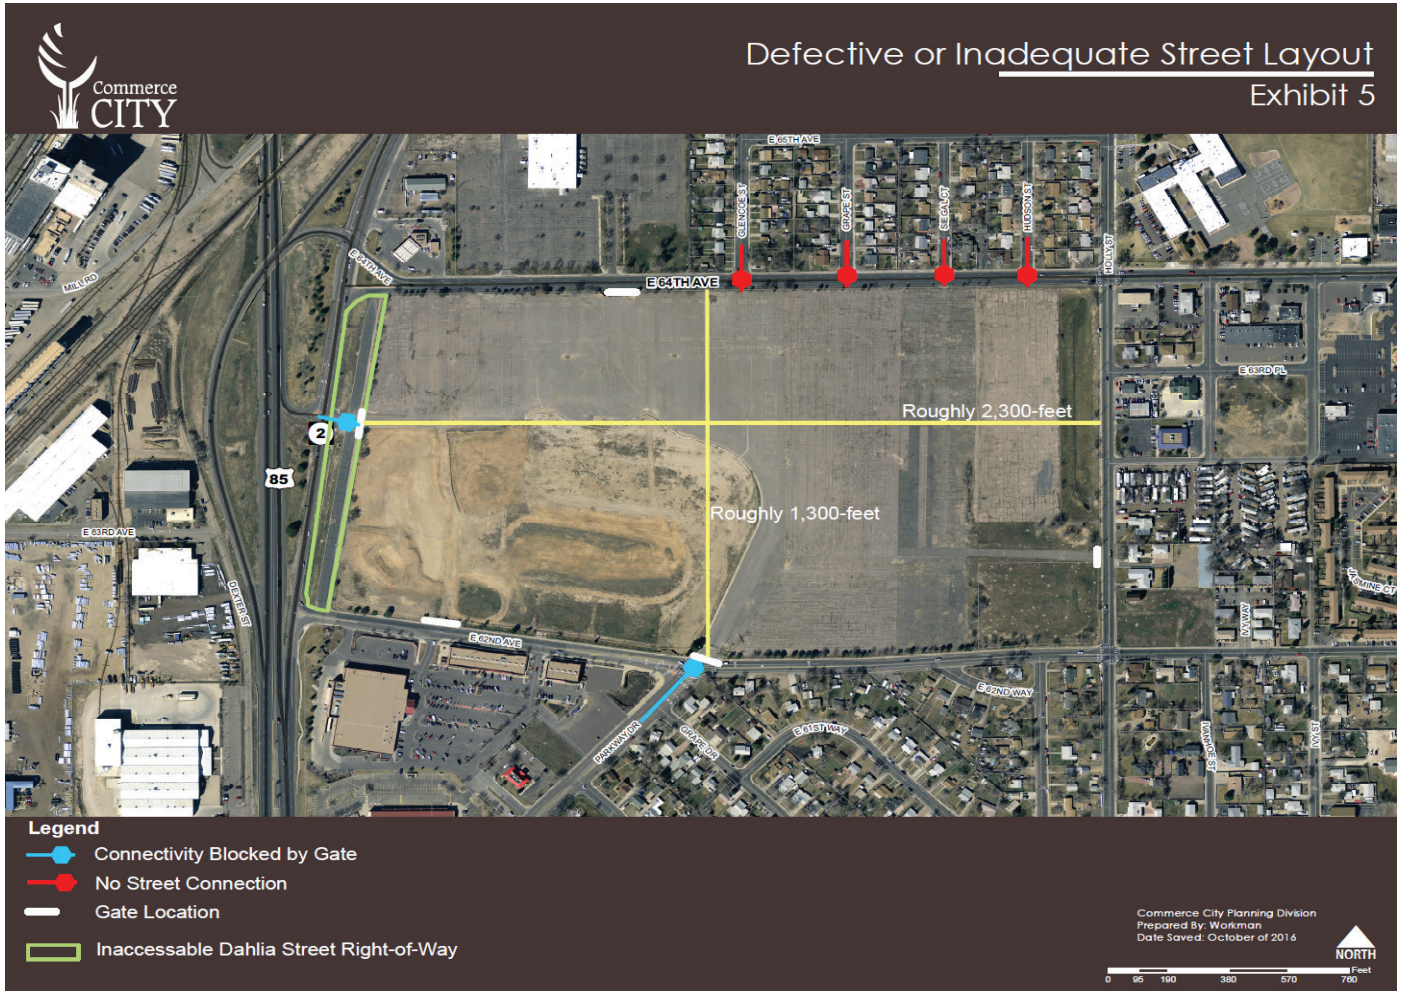 Commerce
CITY
Defective or Inadequate Street Layout
Exhibit 5
E 65TH AVE
GLENCOE ST
GRAPE ST
SIEGAL CT
HUDSON ST
HOLLY ST
E 64TH AVE
E 64TH AVE
MILL RD
E 63RD PL
Roughly 2,300-feet
2
85
Roughly 1,300-feet
E 63RD AVE
DEXTER ST
JASMINE CT
E 62ND AVE
IVY WAY
E 62ND WAY
PARKWAY DR
GRAPE DR
E 61ST WAY
IVANHOE ST
IVY ST
Legend
Connectivity Blocked by Gate
No Street Connection
Gate Location
Inaccessable Dahlia Street Right-of-Way
Commerce City Planning Division
Prepared By: Workman
Date Saved: October of 2016
NORTH
Feet
0 95 190 380 570 760